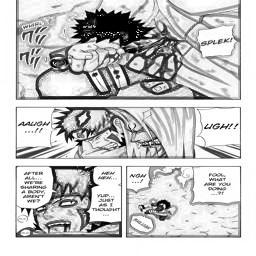 SPLEK!
UGH!!
AAUGH
...!!
FOOL,
WHAT
ARE
YOU
DOING
...?!
NGH
...!
HEH
HEH...
YUP...
JUST
AS I
THOUGHT
...
AFTER
ALL...
WE'RE
SHARING
A BODY,
AREN'T
WE?